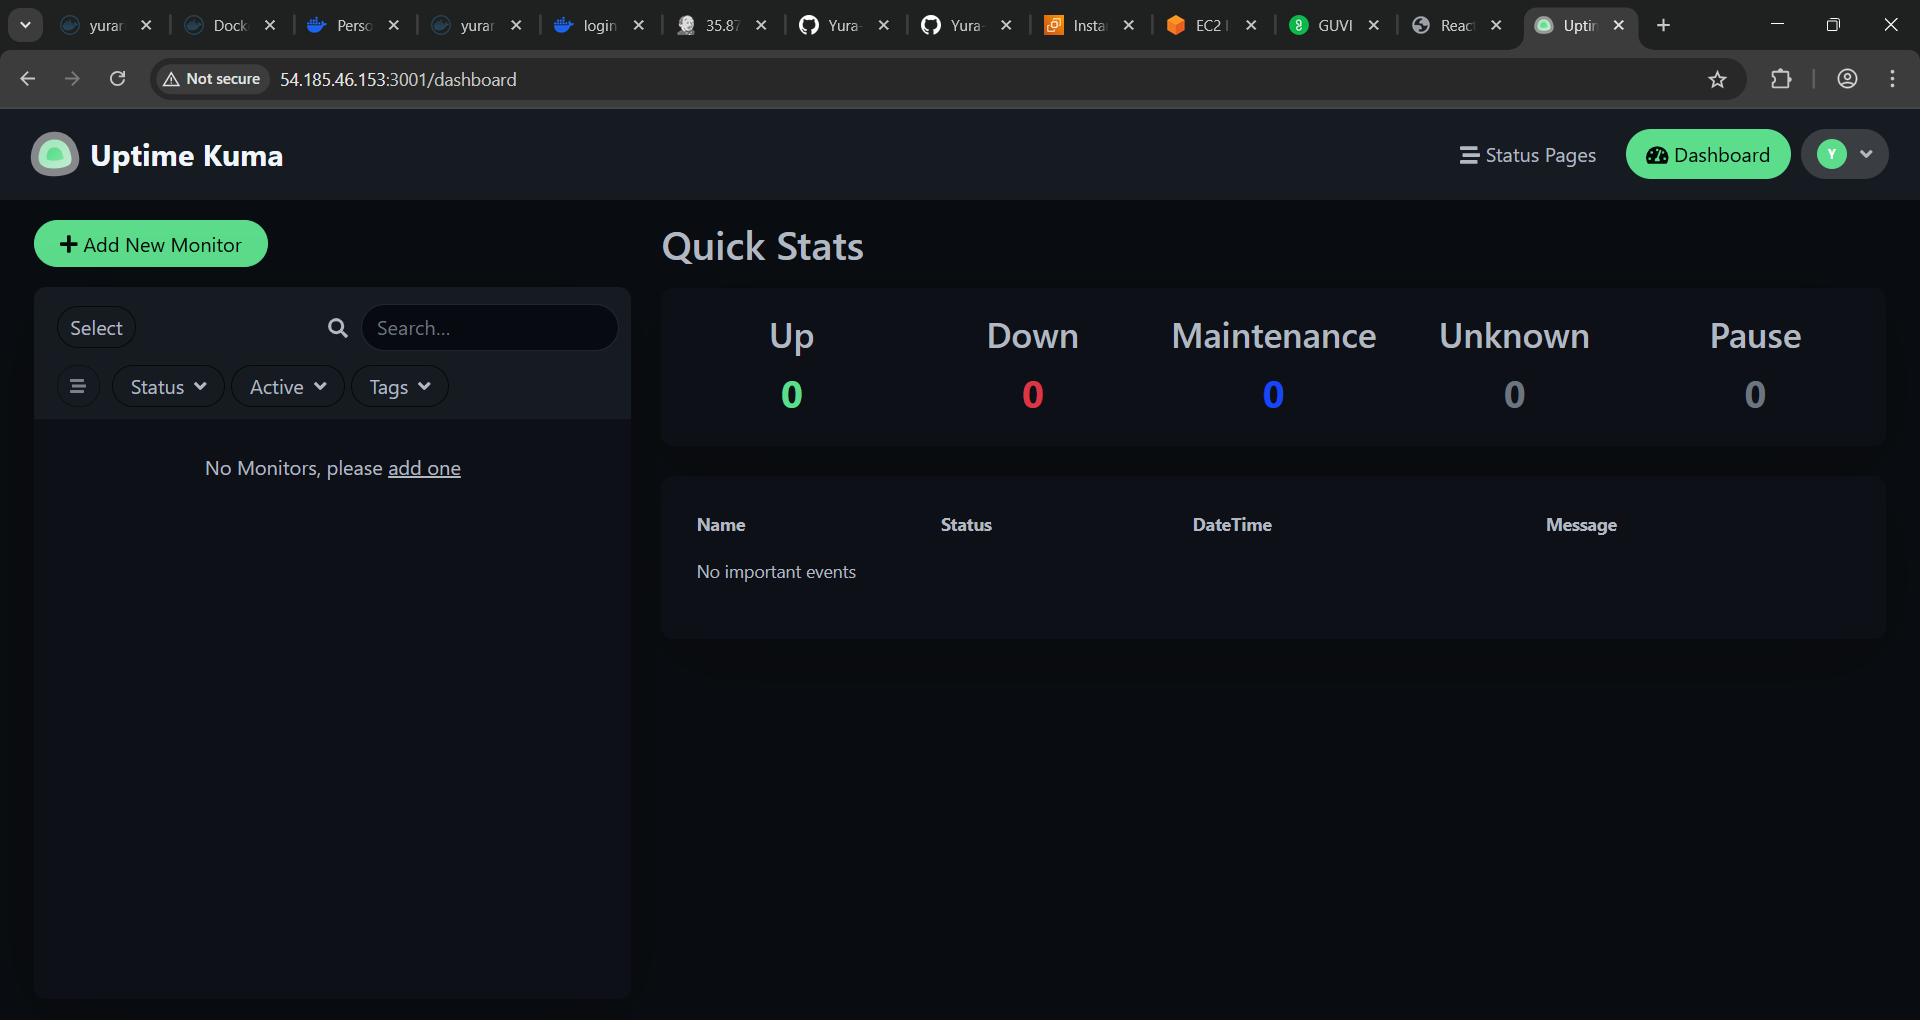 yurar
Dock
Perso
yurar
login
35.87
Yura-
Yura-
Insta
EC2 I
GUVI
React
Uptim
Not secure
54.185.46.153:3001/dashboard
Uptime Kuma
Status Pages
Dashboard
Y
Add New Monitor
Quick Stats
Select
Search...
Status
Active
Tags
No Monitors, please add one
Up
Down
Maintenance
Unknown
Pause
0
0
0
0
0
Name
Status
DateTime
Message
No important events